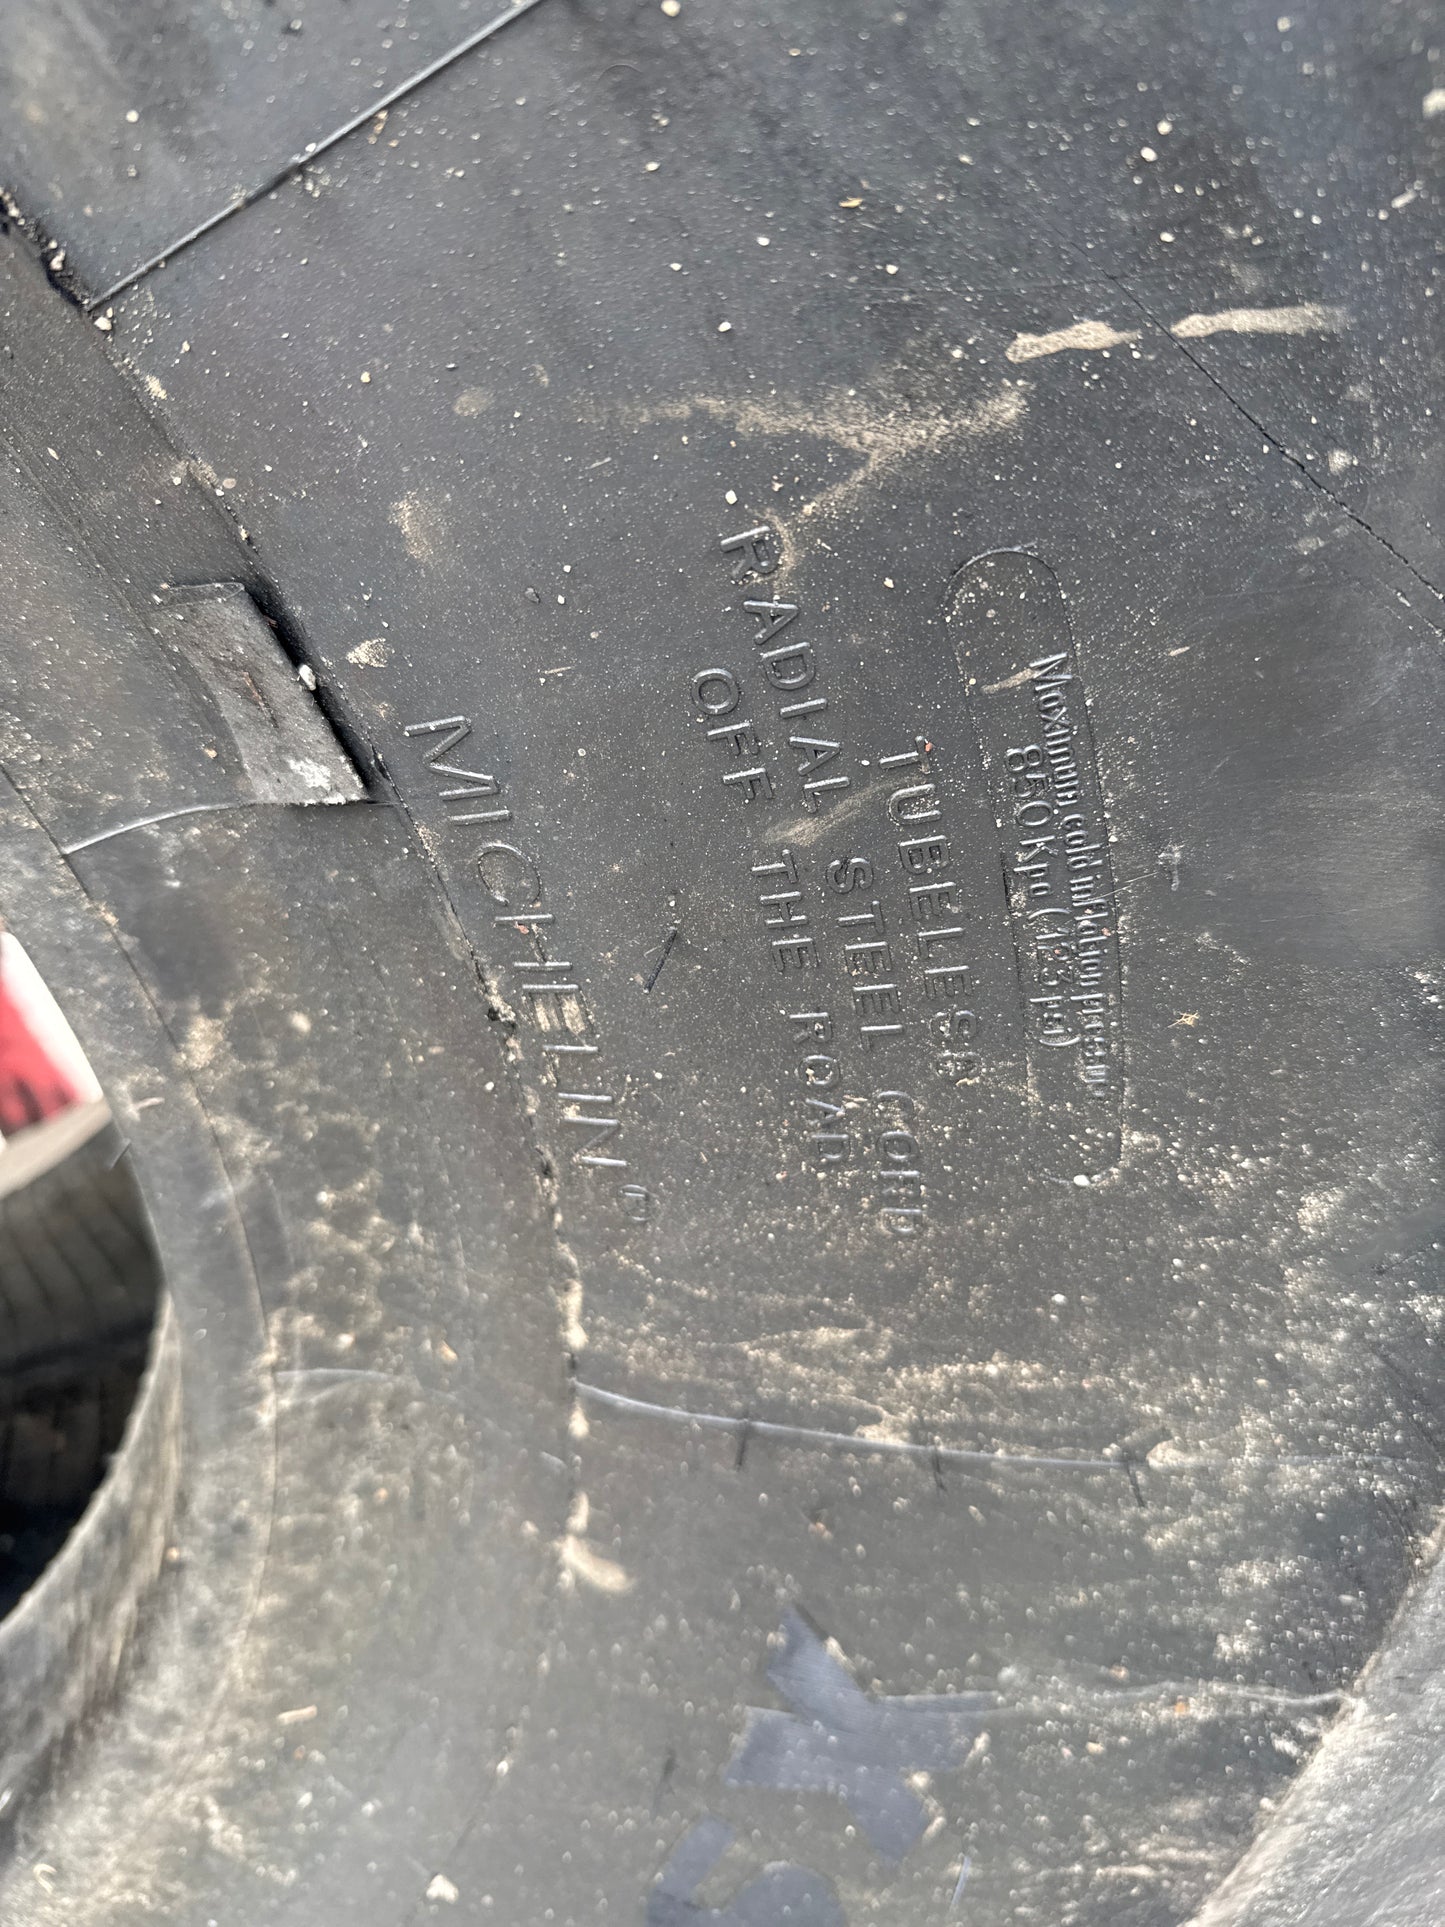 Maximum cold inflation pressure
850 Kpa (123 psi)
TUBELESS
RADIAL STEEL CORD
OFF THE ROAD
MICHELIN®
X